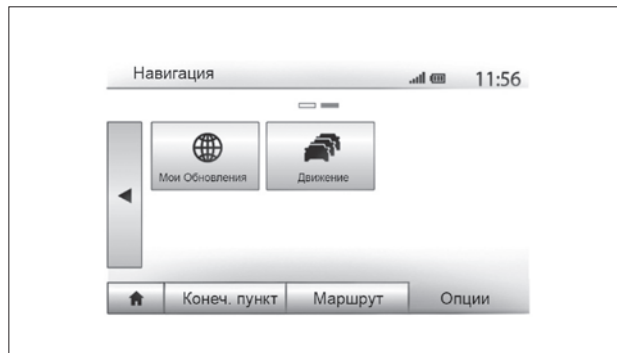 Навигация 11:56
Мои Обновления Движение
Конеч. пункт Маршрут Опции